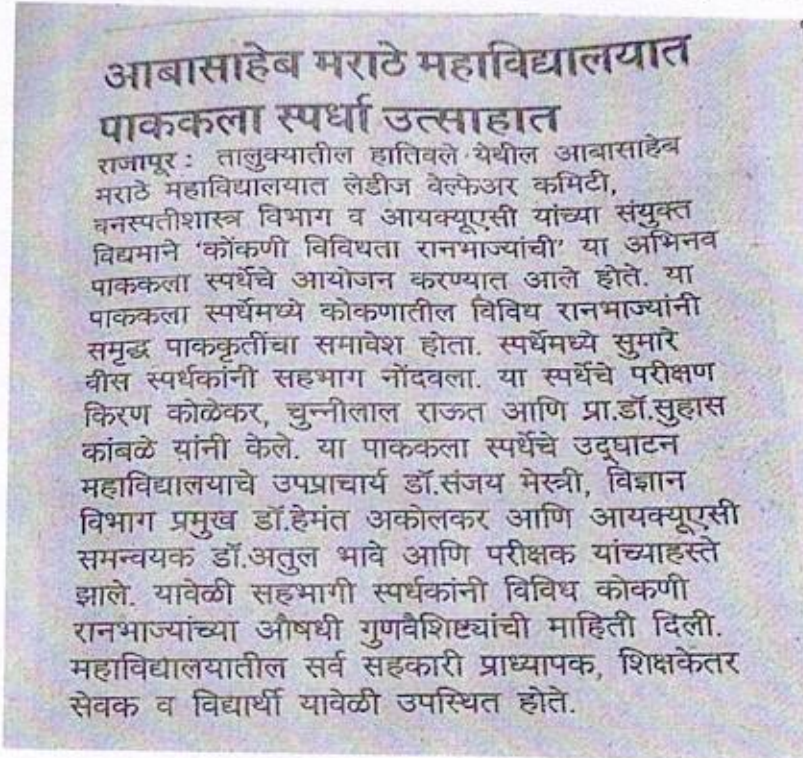 आबासाहेब मराठे महाविद्यालयात
पाककला स्पर्धा उत्साहात
राजापूर : तालुक्यातील हातिवले येथील आबासाहेब
मराठे महाविद्यालयात लेडीज वेल्फेअर कमिटी,
वनस्पतीशास्त्र विभाग व आयक्यूएसी यांच्या संयुक्त
विद्यमाने ‘कोंकणी विविधता रानभाज्यांची’ या अभिनव
पाककला स्पर्धेचे आयोजन करण्यात आले होते. या
पाककला स्पर्धेमध्ये कोकणातील विविध रानभाज्यांनी
समृद्ध पाककृतींचा समावेश होता. स्पर्धेमध्ये सुमारे
वीस स्पर्धकांनी सहभाग नोंदवला. या स्पर्धेचे परीक्षण
किरण कोळेकर, चुन्नीलाल राऊत आणि प्रा.डॉ.सुहास
कांबळे यांनी केले. या पाककला स्पर्धेचे उद्घाटन
महाविद्यालयाचे उपप्राचार्य डॉ.संजय मेस्त्री, विज्ञान
विभाग प्रमुख डॉ.हेमंत अकोलकर आणि आयक्यूएसी
समन्वयक डॉ.अतुल भावे आणि परीक्षक यांच्याहस्ते
झाले. यावेळी सहभागी स्पर्धकांनी विविध कोकणी
रानभाज्यांच्या औषधी गुणवैशिष्ट्यांची माहिती दिली.
महाविद्यालयातील सर्व सहकारी प्राध्यापक, शिक्षकेतर
सेवक व विद्यार्थी यावेळी उपस्थित होते.